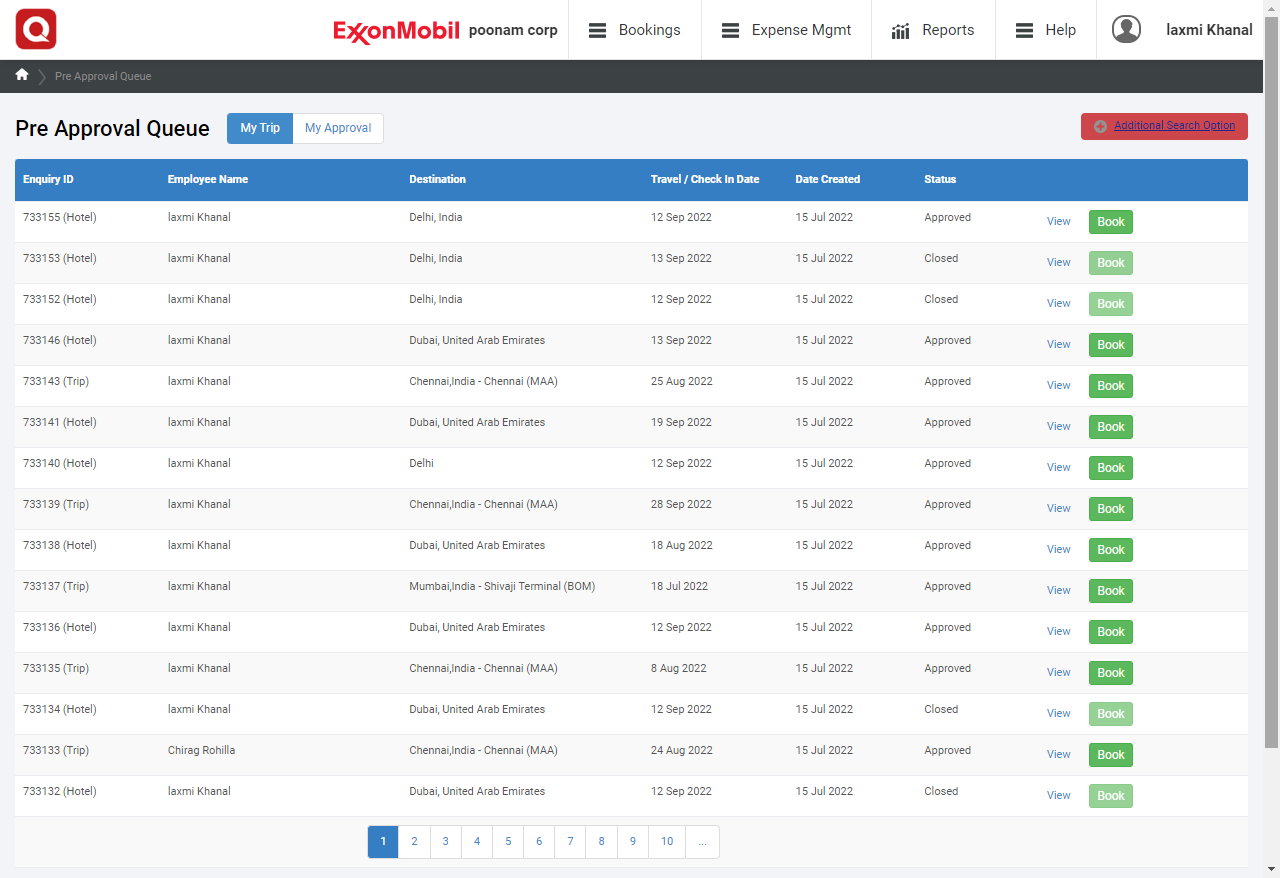 Q ExxonMobil poonam corp Bookings Expense Mgmt Reports Help laxmi Khanal
Pre Approval Queue
Pre Approval Queue My Trip My Approval Additional Search Option
Enquiry ID Employee Name Destination Travel / Check In Date Date Created Status
733155 (Hotel) laxmi Khanal Delhi, India 12 Sep 2022 15 Jul 2022 Approved View Book
733153 (Hotel) laxmi Khanal Delhi, India 13 Sep 2022 15 Jul 2022 Closed View Book
733152 (Hotel) laxmi Khanal Delhi, India 12 Sep 2022 15 Jul 2022 Closed View Book
733146 (Hotel) laxmi Khanal Dubai, United Arab Emirates 13 Sep 2022 15 Jul 2022 Approved View Book
733143 (Trip) laxmi Khanal Chennai,India - Chennai (MAA) 25 Aug 2022 15 Jul 2022 Approved View Book
733141 (Hotel) laxmi Khanal Dubai, United Arab Emirates 19 Sep 2022 15 Jul 2022 Approved View Book
733140 (Hotel) laxmi Khanal Delhi 12 Sep 2022 15 Jul 2022 Approved View Book
733139 (Trip) laxmi Khanal Chennai,India - Chennai (MAA) 28 Sep 2022 15 Jul 2022 Approved View Book
733138 (Hotel) laxmi Khanal Dubai, United Arab Emirates 18 Aug 2022 15 Jul 2022 Approved View Book
733137 (Trip) laxmi Khanal Mumbai,India - Shivaji Terminal (BOM) 18 Jul 2022 15 Jul 2022 Approved View Book
733136 (Hotel) laxmi Khanal Dubai, United Arab Emirates 12 Sep 2022 15 Jul 2022 Approved View Book
733135 (Trip) laxmi Khanal Chennai,India - Chennai (MAA) 8 Aug 2022 15 Jul 2022 Approved View Book
733134 (Hotel) laxmi Khanal Dubai, United Arab Emirates 12 Sep 2022 15 Jul 2022 Closed View Book
733133 (Trip) Chirag Rohilla Chennai,India - Chennai (MAA) 24 Aug 2022 15 Jul 2022 Approved View Book
733132 (Hotel) laxmi Khanal Dubai, United Arab Emirates 12 Sep 2022 15 Jul 2022 Closed View Book
1 2 3 4 5 6 7 8 9 10 ...